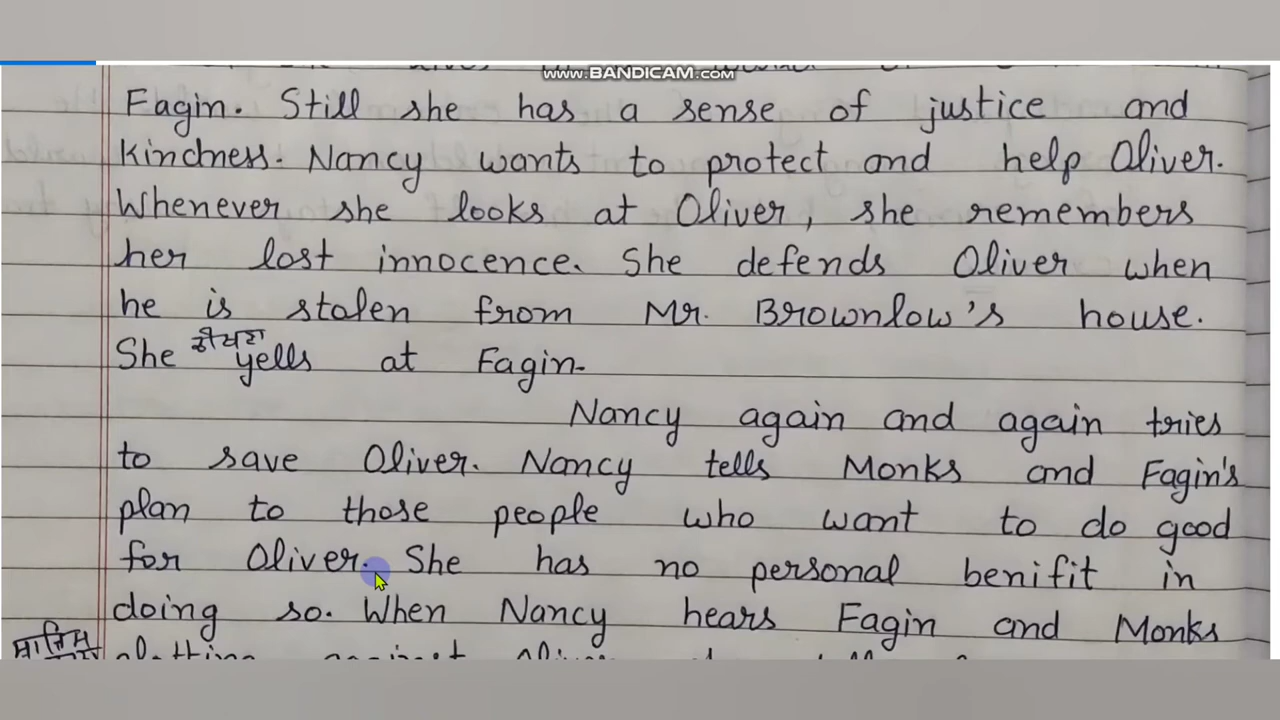 www.BANDICAM.com
Fagin. Still she has a sense of justice and
kindness. Nancy wants to protect and help Oliver.
Whenever she looks at Oliver, she remembers
her lost innocence. She defends Oliver when
he is stolen from Mr. Brownlow's house.
She yells at Fagin.
Nancy again and again tries
to save Oliver. Nancy tells Monks and Fagin's
plan to those people who want to do good
for Oliver. She has no personal benifit in
doing so. When Nancy hears Fagin and Monks